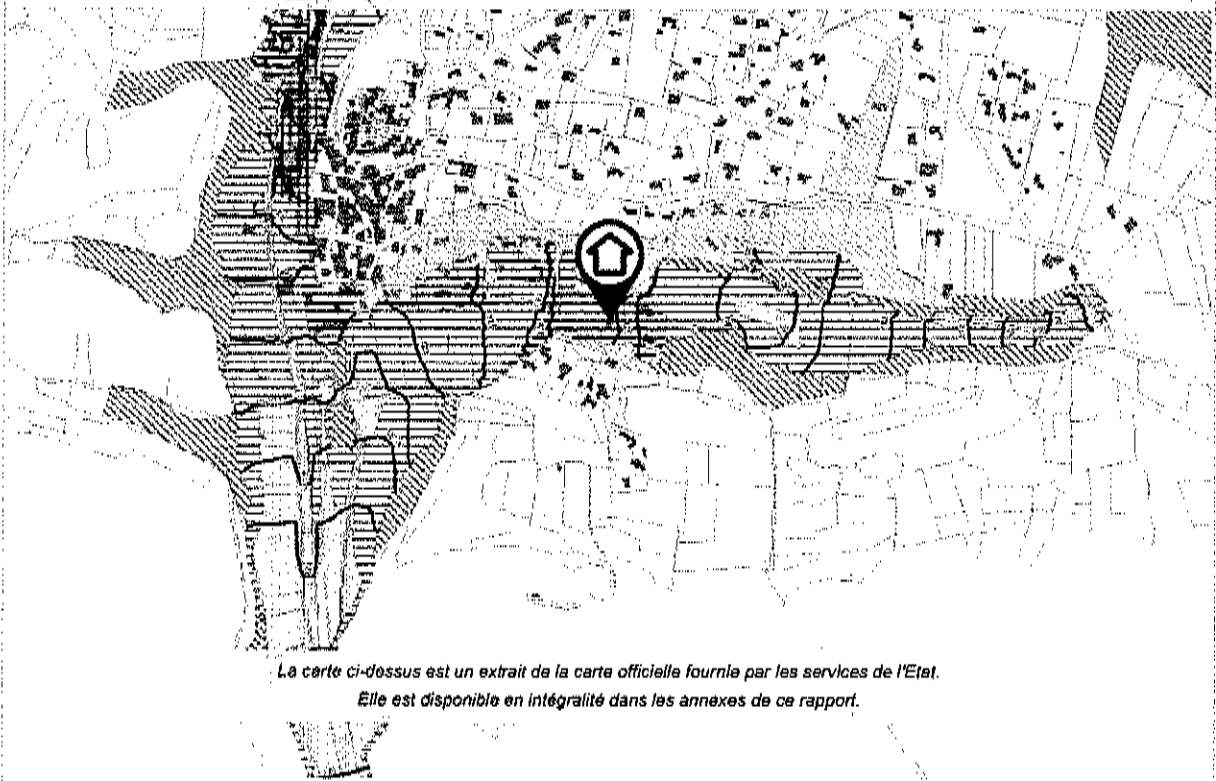 La carte ci-dessus est un extrait de la carte officielle fournie par les services de l'Etat.
Elle est disponible en intégralité dans les annexes de ce rapport.